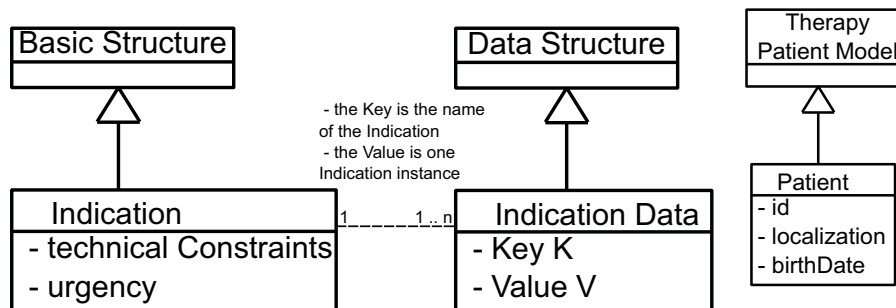 Basic Structure
Data Structure
Therapy
Patient Model
- the Key is the name
of the Indication
- the Value is one
Indication instance
Indication
- technical Constraints
- urgency
1
1 .. n
Indication Data
- Key K
- Value V
Patient
- id
- localization
- birthDate